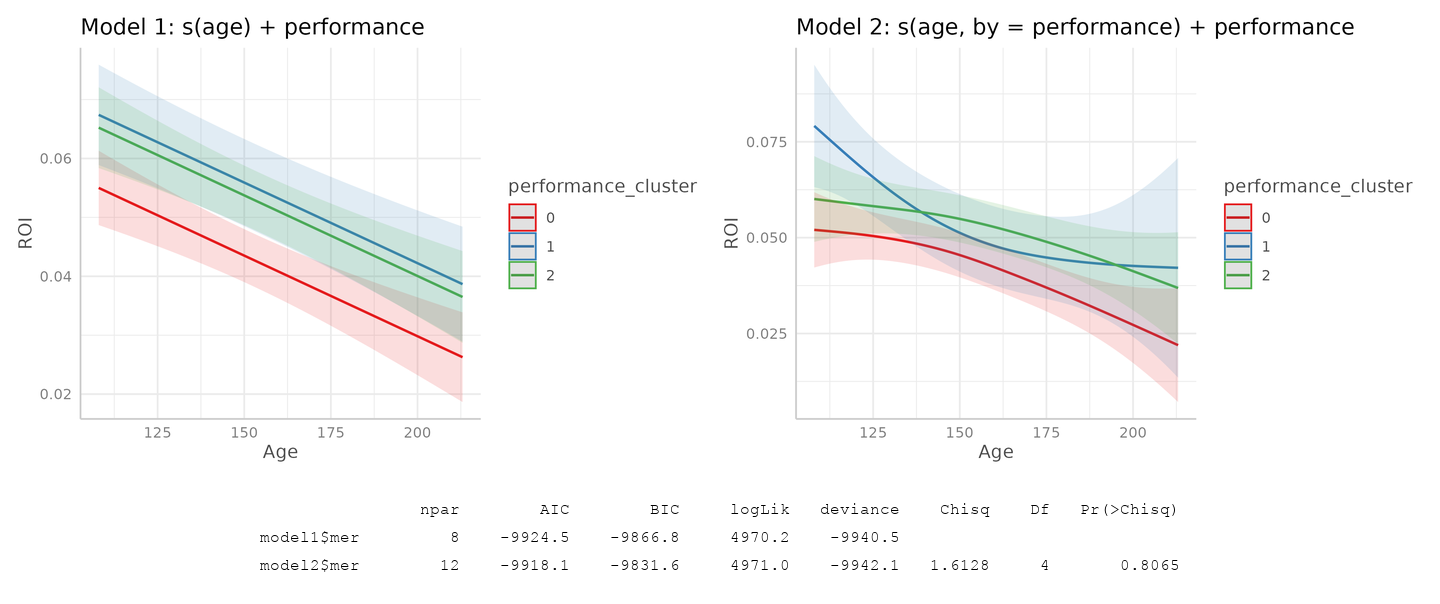 Model 1: s(age) + performance
0.06
0.04
0.02
125 150 175 200
Age
ROI
performance_cluster
0
1
2
Model 2: s(age, by = performance) + performance
0.075
0.050
0.025
125 150 175 200
Age
ROI
performance_cluster
0
1
2
npar AIC BIC logLik deviance Chisq Df Pr(>Chisq)
model1$mer 8 -9924.5 -9866.8 4970.2 -9940.5
model2$mer 12 -9918.1 -9831.6 4971.0 -9942.1 1.6128 4 0.8065